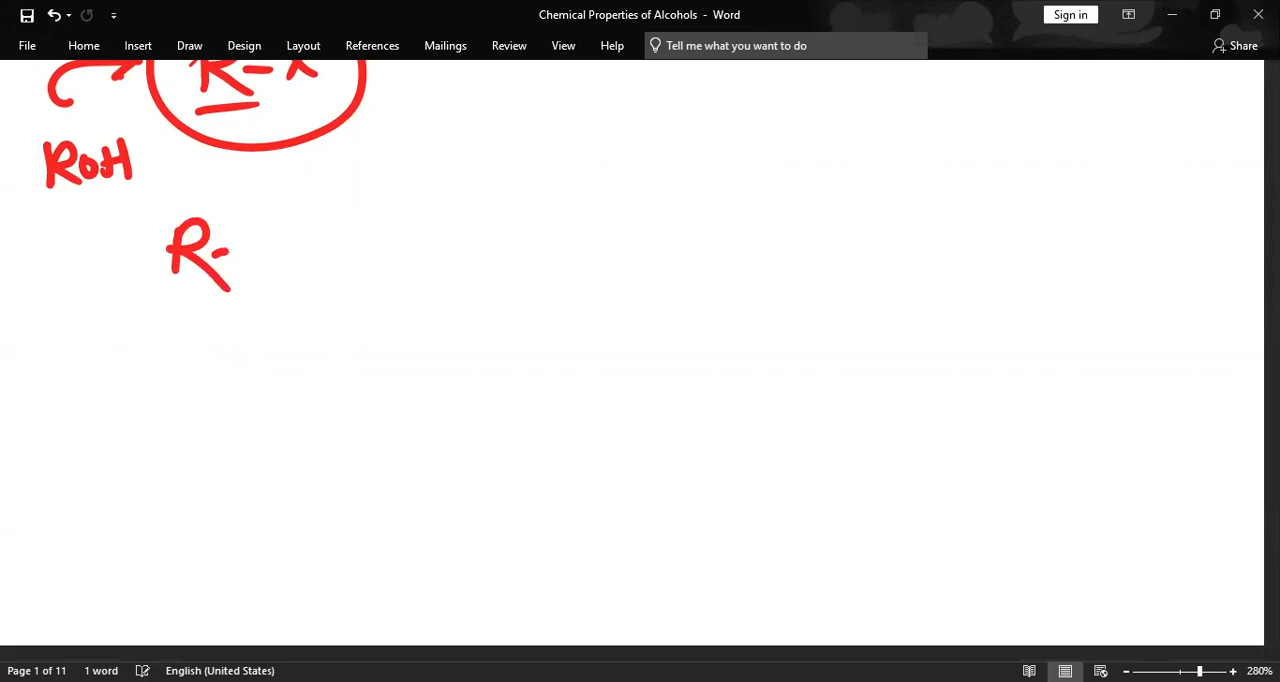 Chemical Properties of Alcohols - Word
Sign in
File Home Insert Draw Design Layout References Mailings Review View Help Tell me what you want to do Share
R-X
ROH
R-
Page 1 of 11 1 word English (United States) 280%